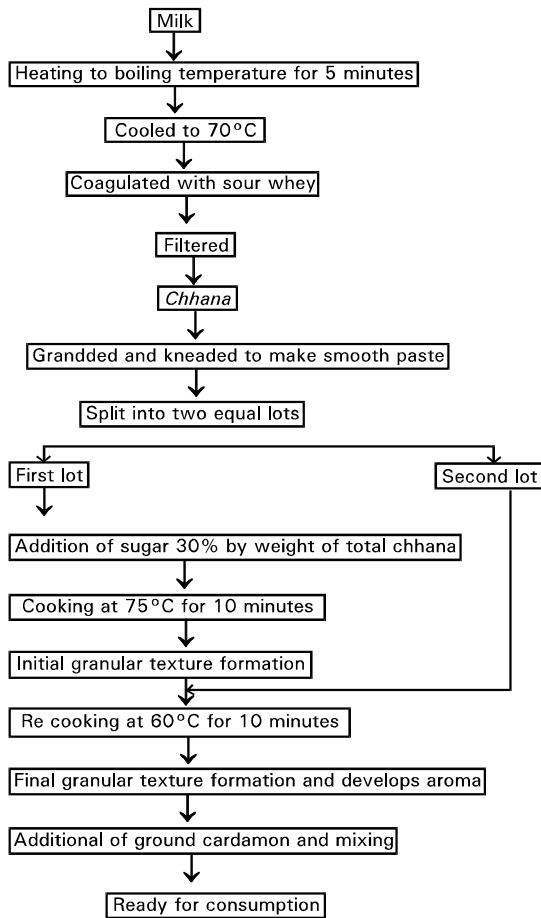 Milk
Heating to boiling temperature for 5 minutes
Cooled to 70°C
Coagulated with sour whey
Filtered
Chhana
Grandded and kneaded to make smooth paste
Split into two equal lots
First lot
Second lot
Addition of sugar 30% by weight of total chhana
Cooking at 75°C for 10 minutes
Initial granular texture formation
Re cooking at 60°C for 10 minutes
Final granular texture formation and develops aroma
Additional of ground cardamon and mixing
Ready for consumption